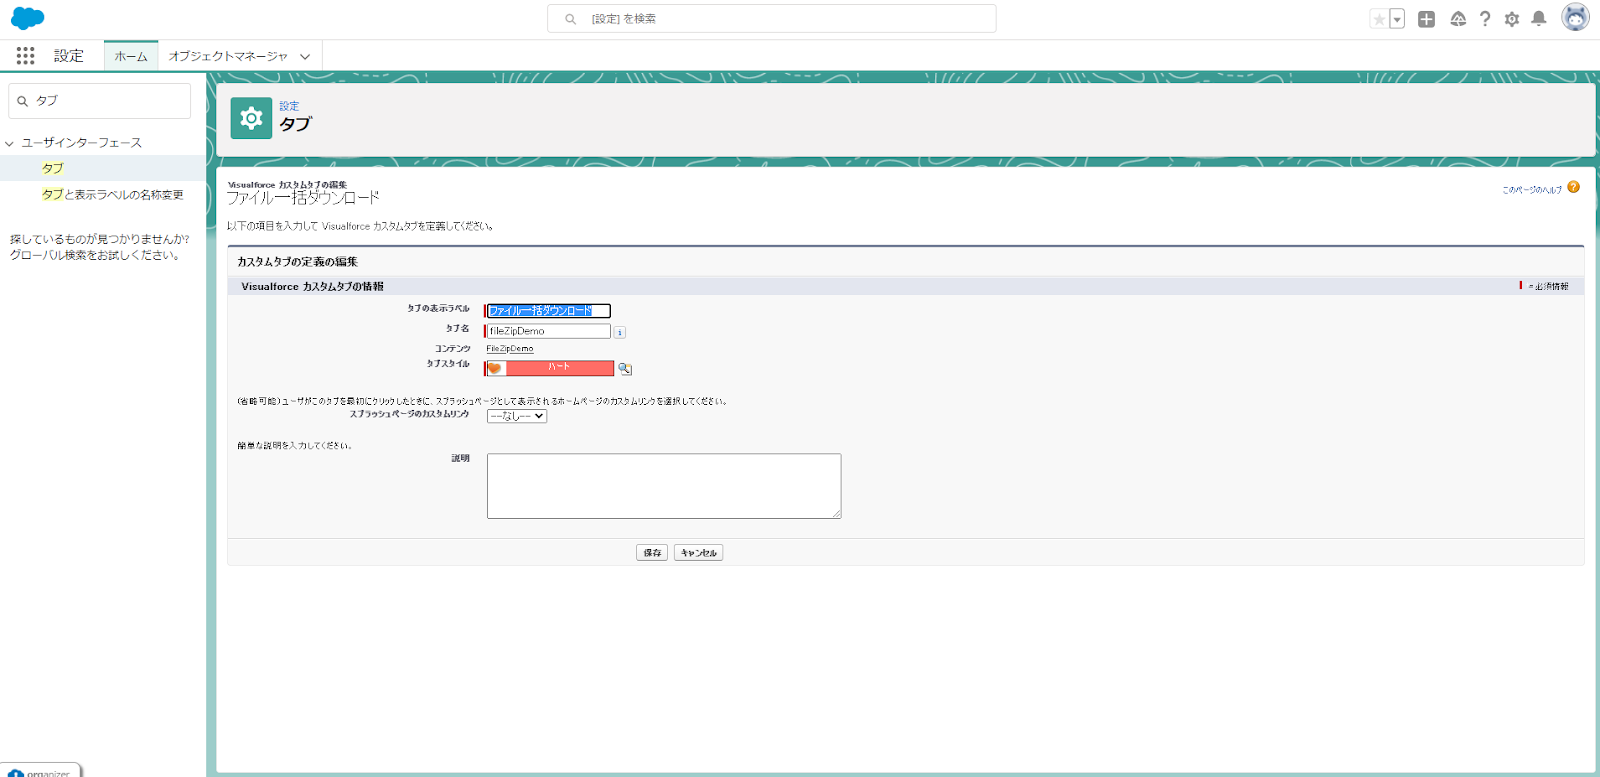 [設定] を検索
設定
ホーム
オブジェクトマネージャ
タブ
ユーザインターフェース
タブ
タブと表示ラベルの名称変更
探しているものが見つかりませんか?
グローバル検索をお試しください。
設定
タブ
Visualforce カスタムタブの編集
ファイル一括ダウンロード
このページのヘルプ
以下の項目を入力して Visualforce カスタムタブを定義してください。
カスタムタブの定義の編集
Visualforce カスタムタブの情報
= 必須情報
タブの表示ラベル ファイル一括ダウンロード
タブ名 fileZipDemo
コンテンツ FileZipDemo
タブスタイル ハート
(省略可能) ユーザがこのタブを最初にクリックしたときに、スプラッシュページとして表示されるホームページのカスタムリンクを選択してください。
スプラッシュページのカスタムリンク --なし--
簡単な説明を入力してください。
説明
保存 キャンセル
organizer